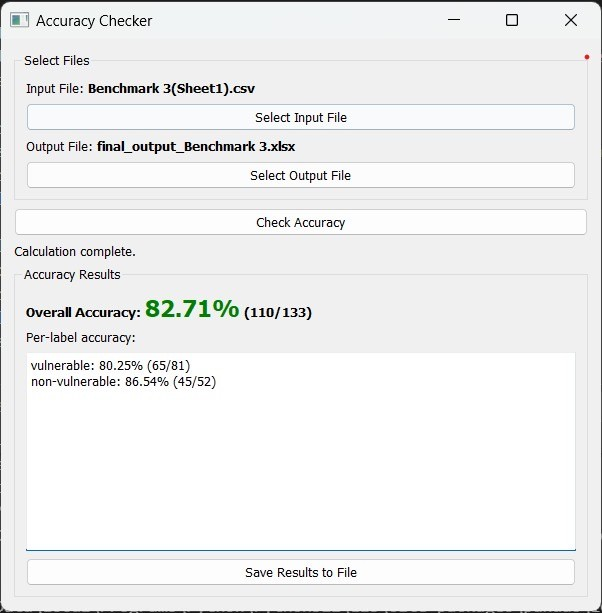 Accuracy Checker
Select Files
Input File: Benchmark 3(Sheet1).csv
Select Input File
Output File: final_output_Benchmark 3.xlsx
Select Output File
Check Accuracy
Calculation complete.
Accuracy Results
Overall Accuracy: 82.71% (110/133)
Per-label accuracy:
vulnerable: 80.25% (65/81)
non-vulnerable: 86.54% (45/52)
Save Results to File